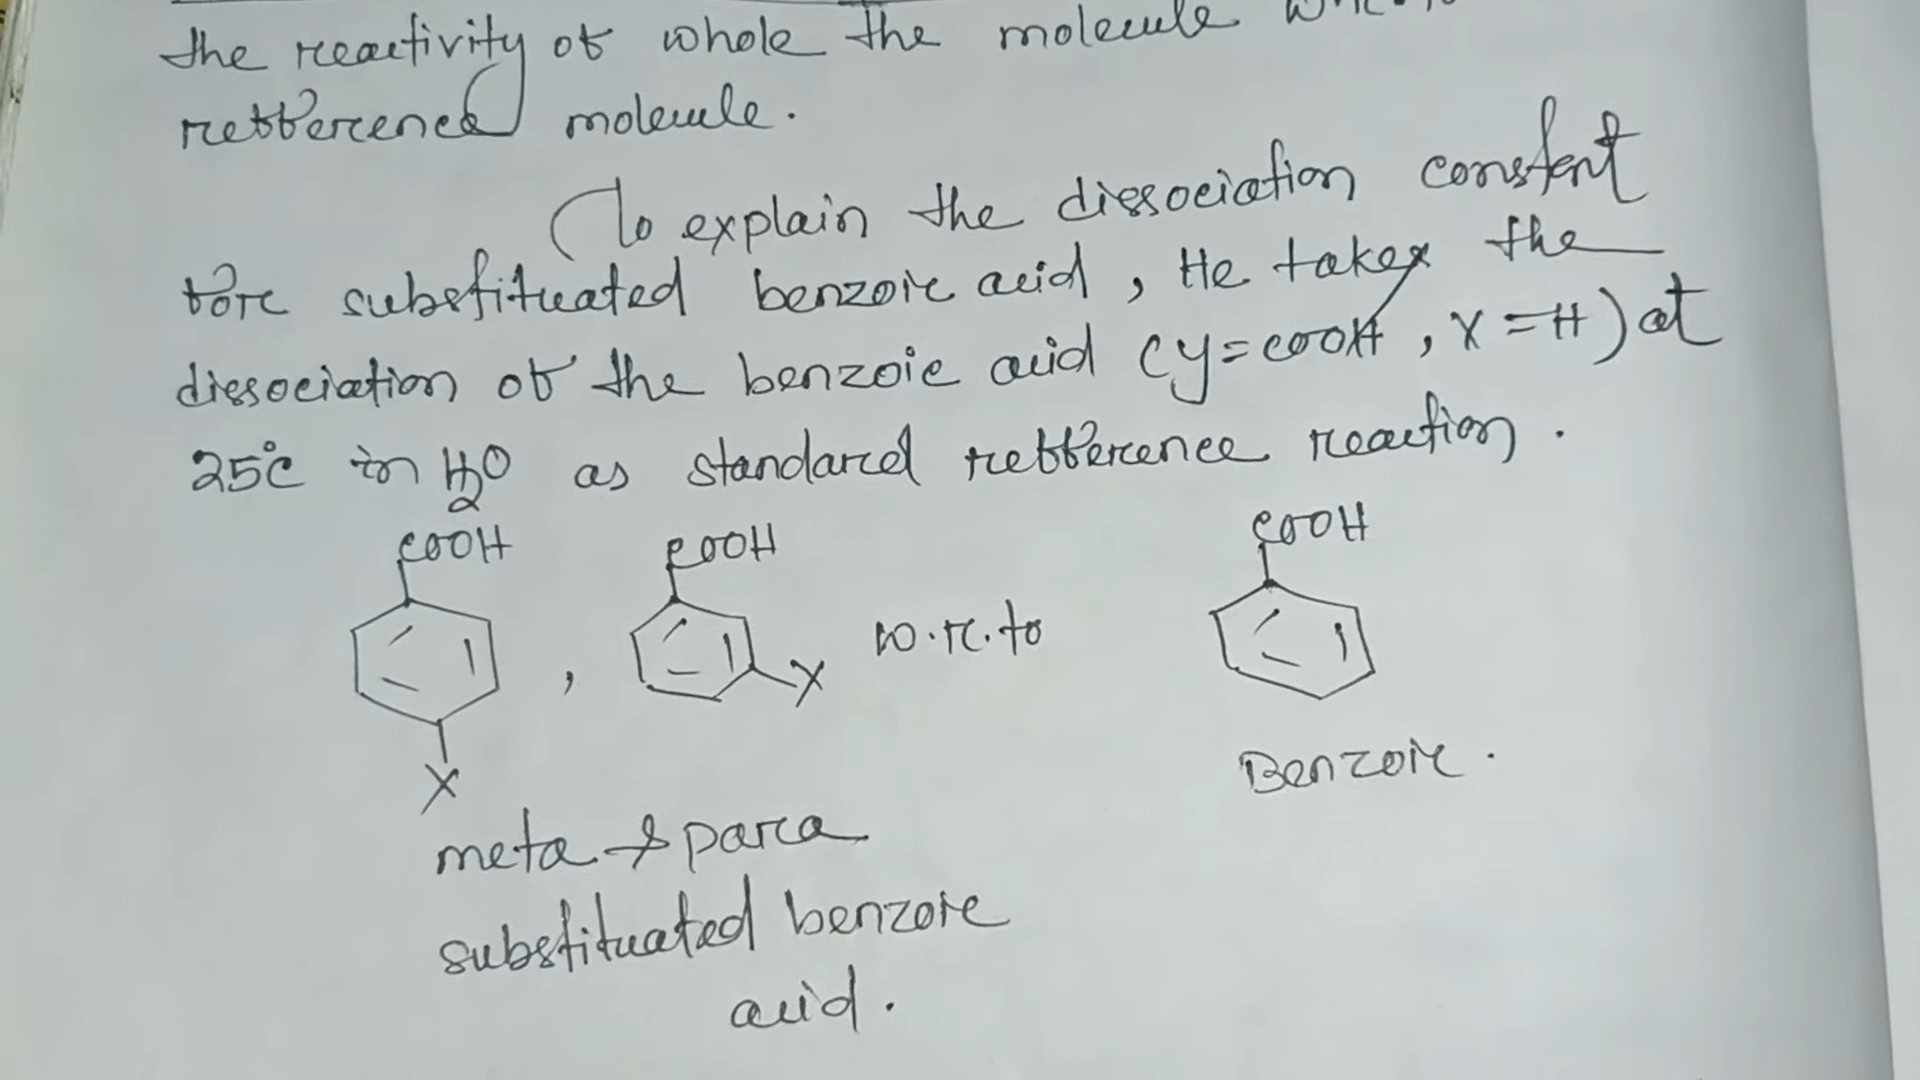 the reactivity of whole the molecule
refference molecule.
To explain the dissociation constant
for substituated benzoic acid, He takes the
dissociation of the benzoic acid (y=COOH, X=H) at
25°C in H2O as standard refference reaction.
COOH COOH COOH
, X w.r.to
X
Benzoic.
meta & para
substituated benzoic
acid.